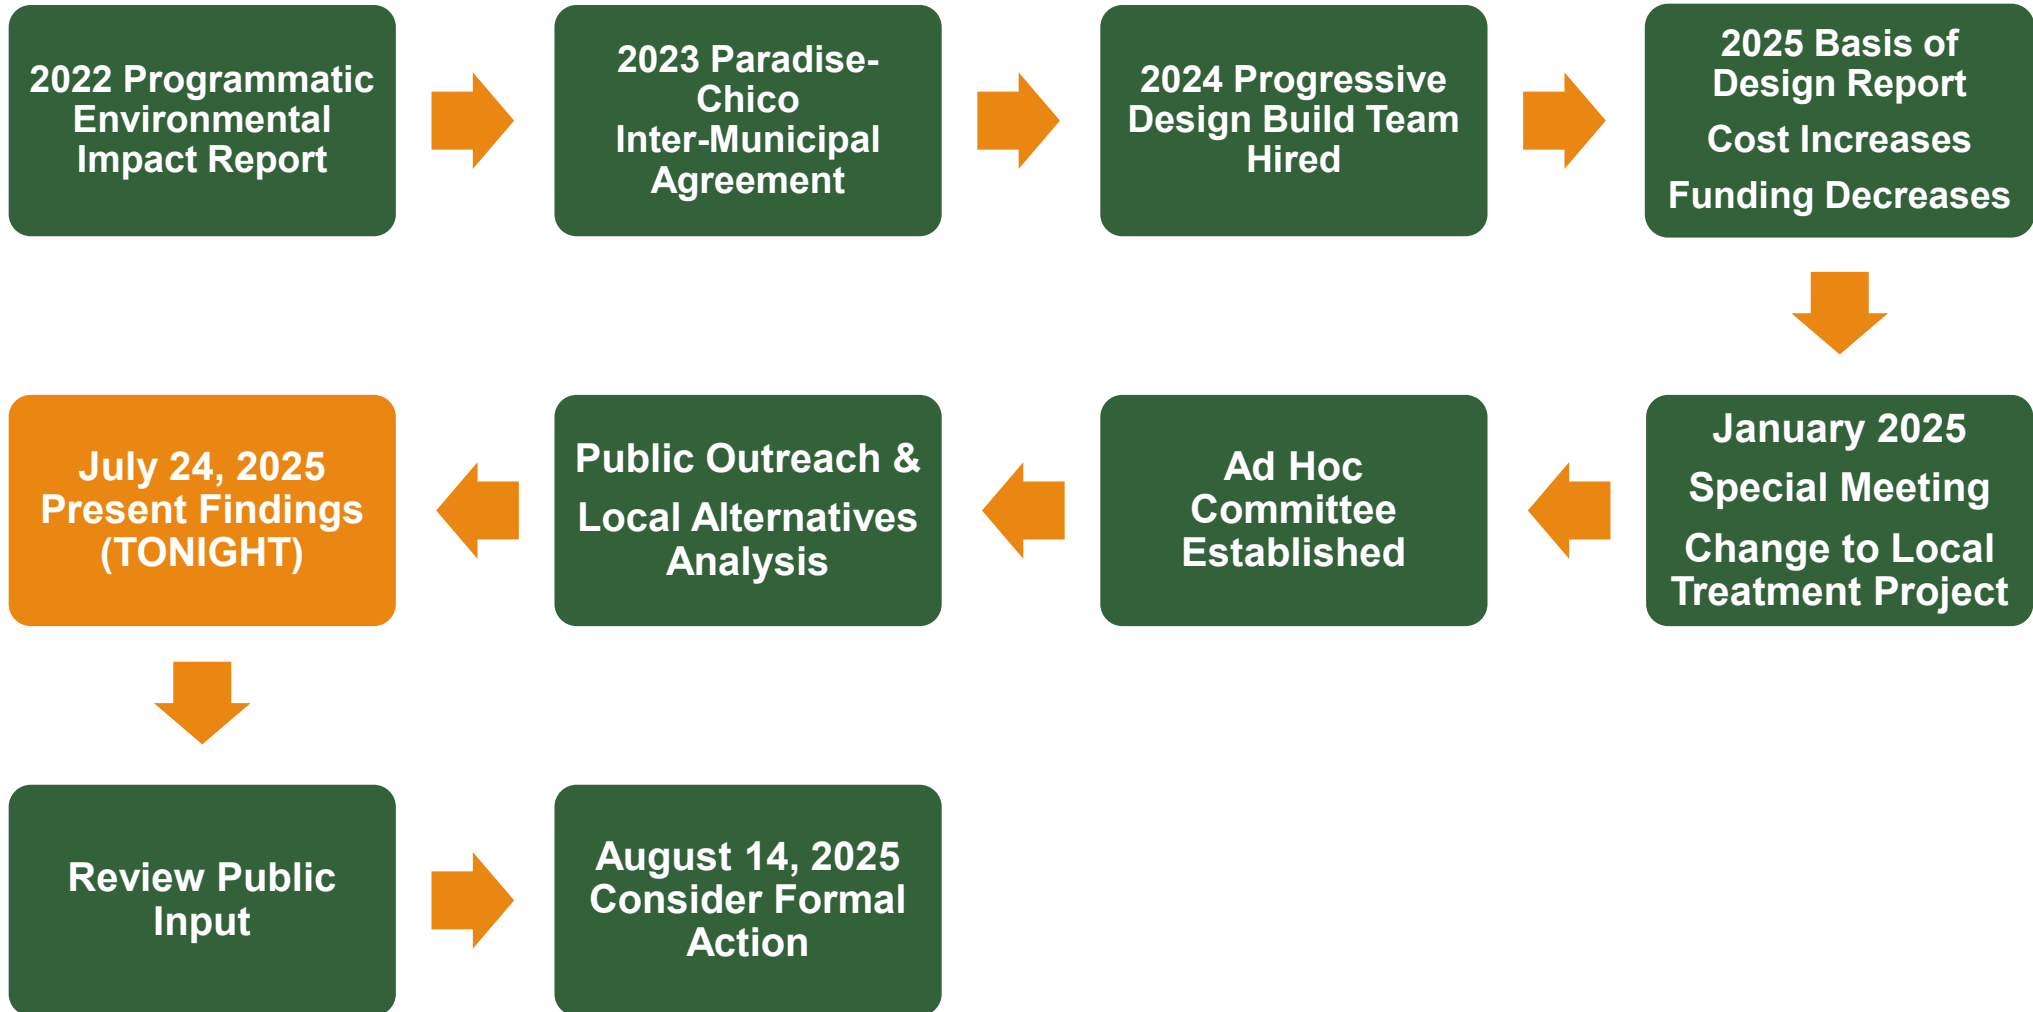 2022 Programmatic
Environmental
Impact Report
2023 Paradise-
Chico
Inter-Municipal
Agreement
2024 Progressive
Design Build Team
Hired
2025 Basis of
Design Report
Cost Increases
Funding Decreases
January 2025
Special Meeting
Change to Local
Treatment Project
Ad Hoc
Committee
Established
Public Outreach &
Local Alternatives
Analysis
July 24, 2025
Present Findings
(TONIGHT)
Review Public
Input
August 14, 2025
Consider Formal
Action